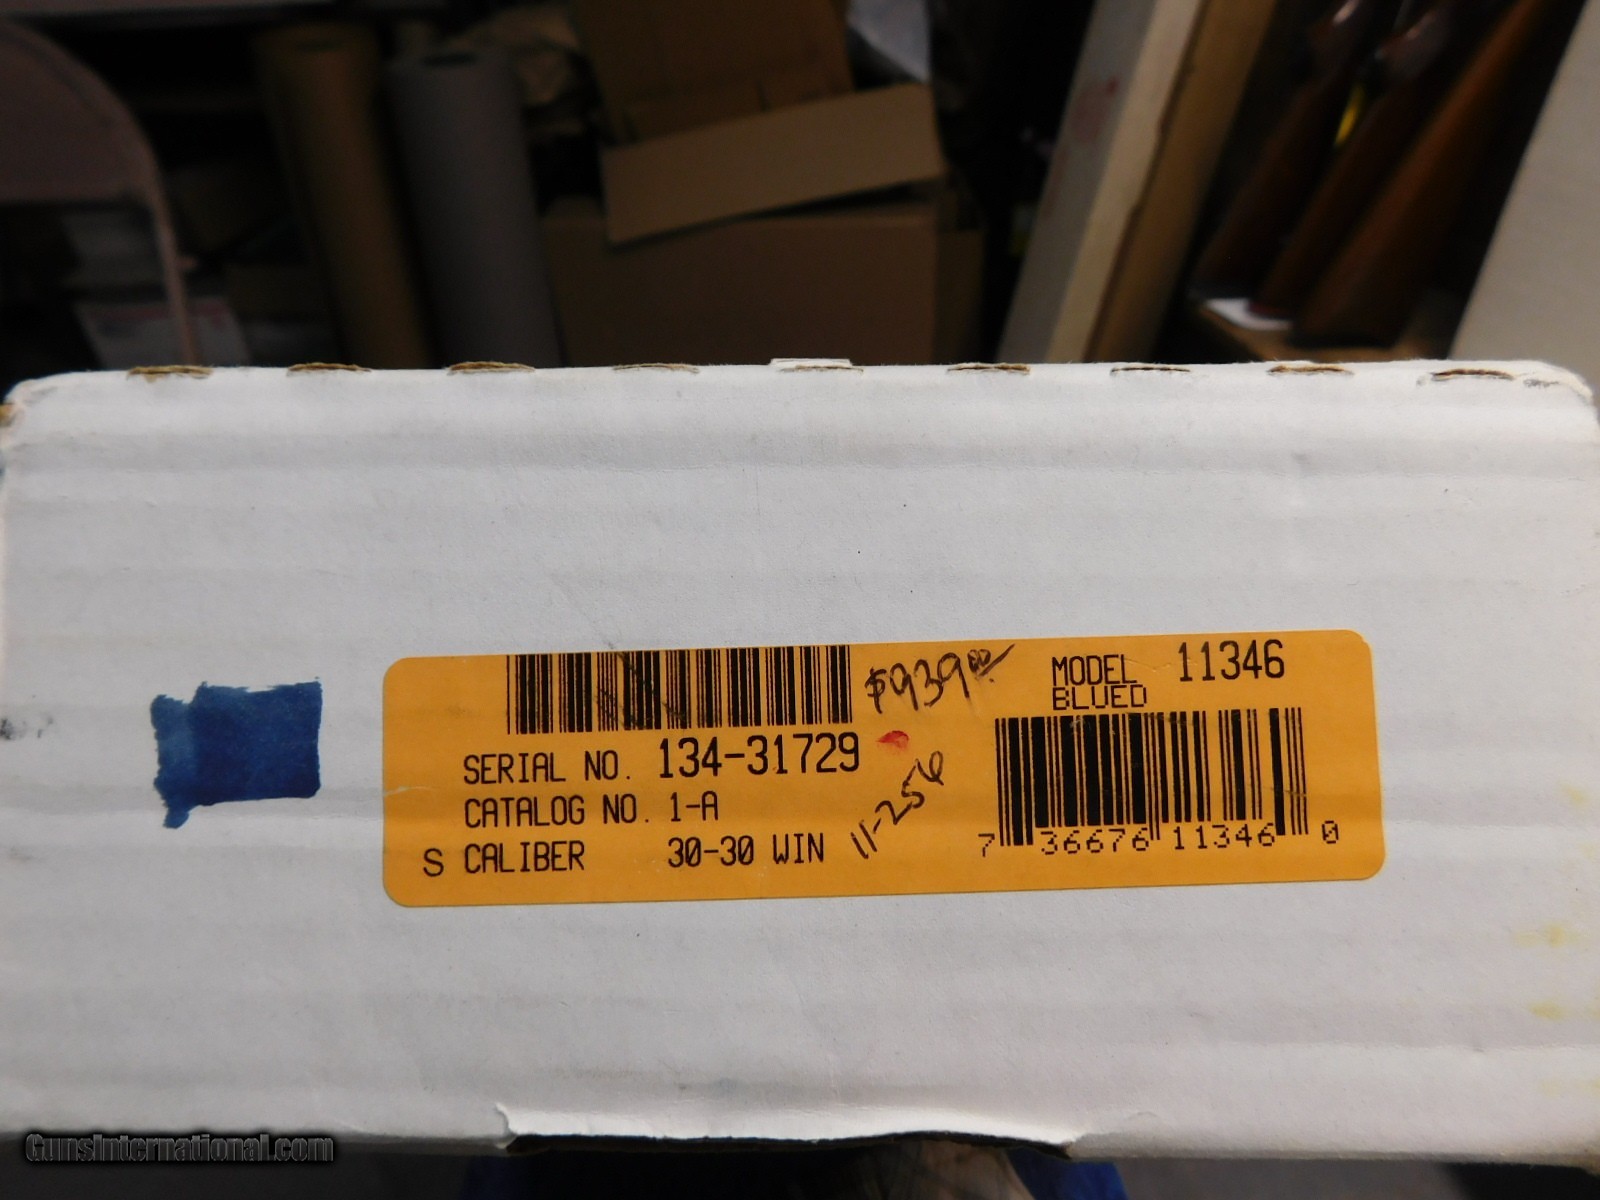 $939.00
MODEL 11346
BLUED
SERIAL NO. 134-31729
CATALOG NO. 1-A
S CALIBER 30-30 WIN
11-256
7 36676 11346 0
GunsInternational.com